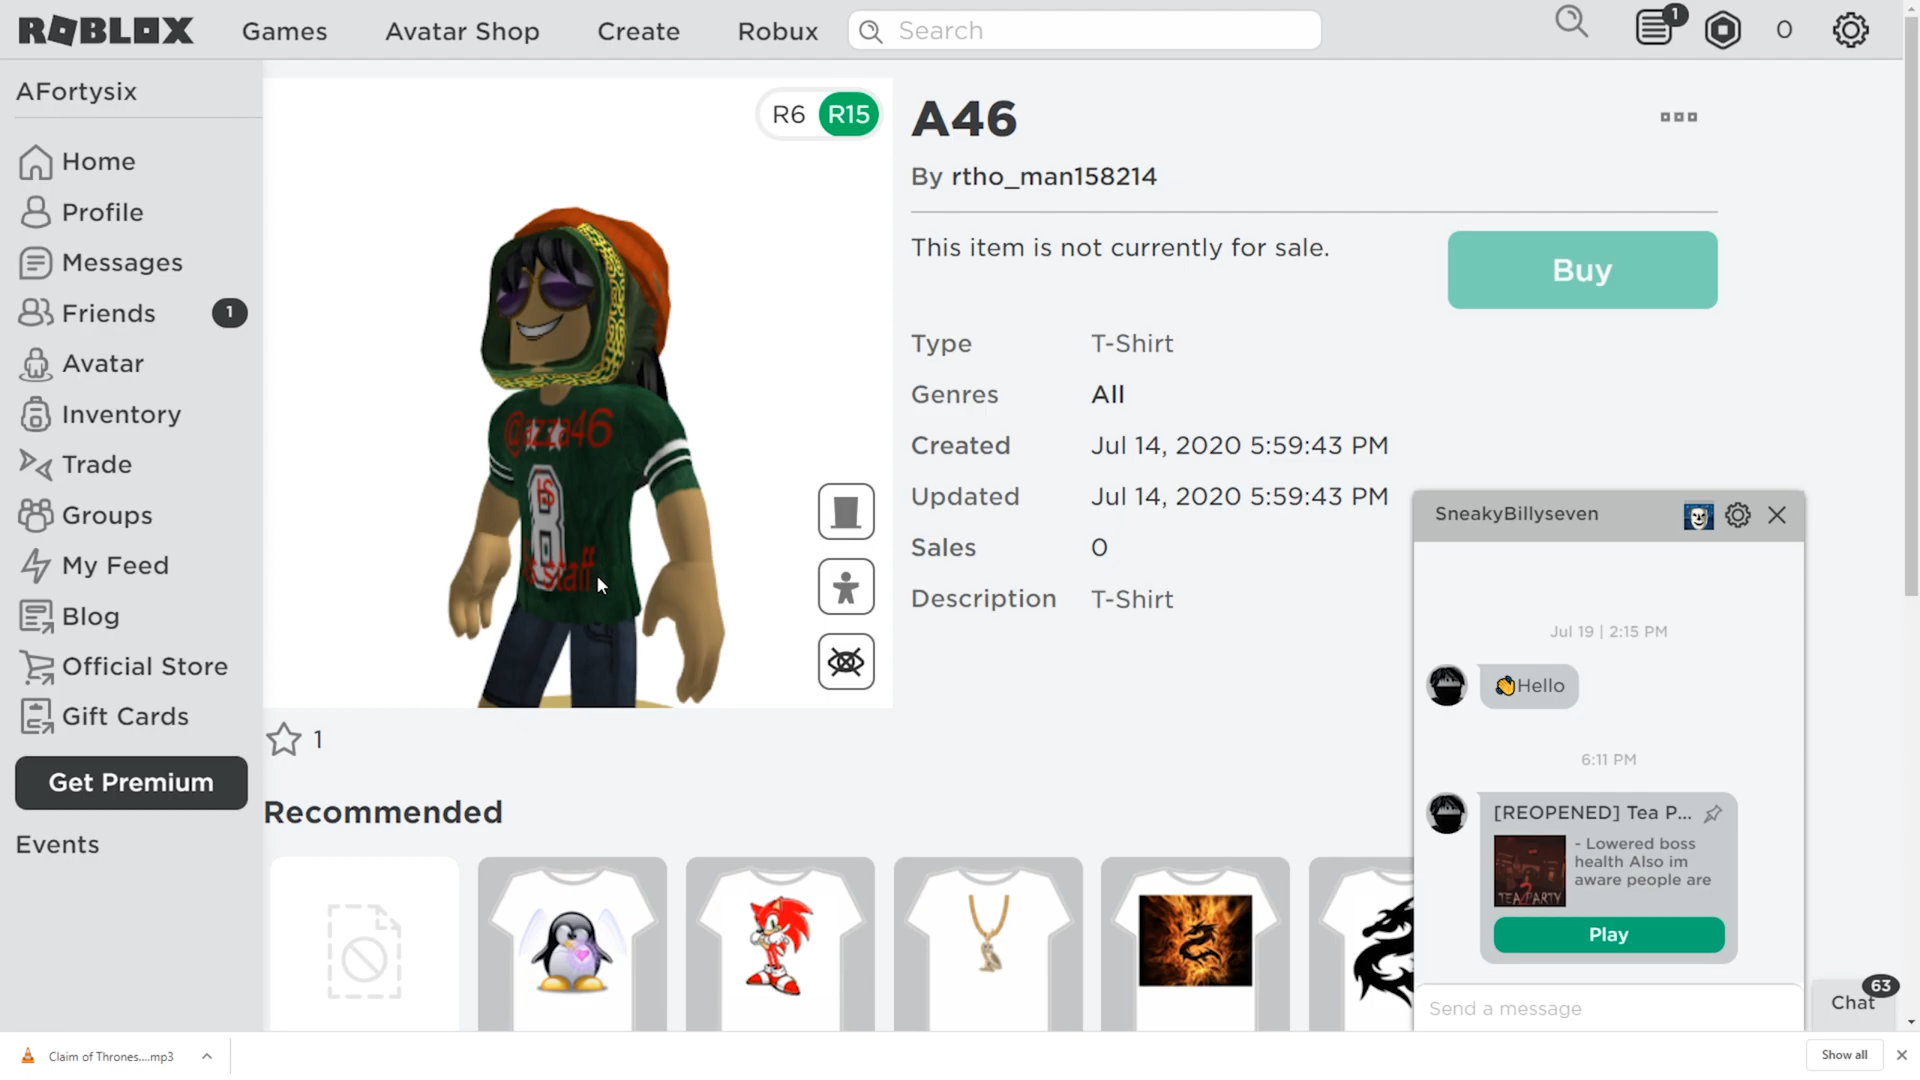 ROBLOX
Games
Avatar Shop
Create
Robux
Search
1
0
AFortysix
Home
Profile
Messages
Friends
1
Avatar
Inventory
Trade
Groups
My Feed
Blog
Official Store
Gift Cards
Get Premium
Events
R6
R15
@azza46
8
staff
1
A46
By rtho_man158214
This item is not currently for sale.
Buy
Type T-Shirt
Genres All
Created Jul 14, 2020 5:59:43 PM
Updated Jul 14, 2020 5:59:43 PM
Sales 0
Description T-Shirt
Recommended
SneakyBillyseven
Jul 19 | 2:15 PM
👏Hello
6:11 PM
[REOPENED] Tea P...
- Lowered boss
health Also im
aware people are
TEA PARTY
Play
Send a message
Chat
63
Claim of Thrones....mp3
Show all